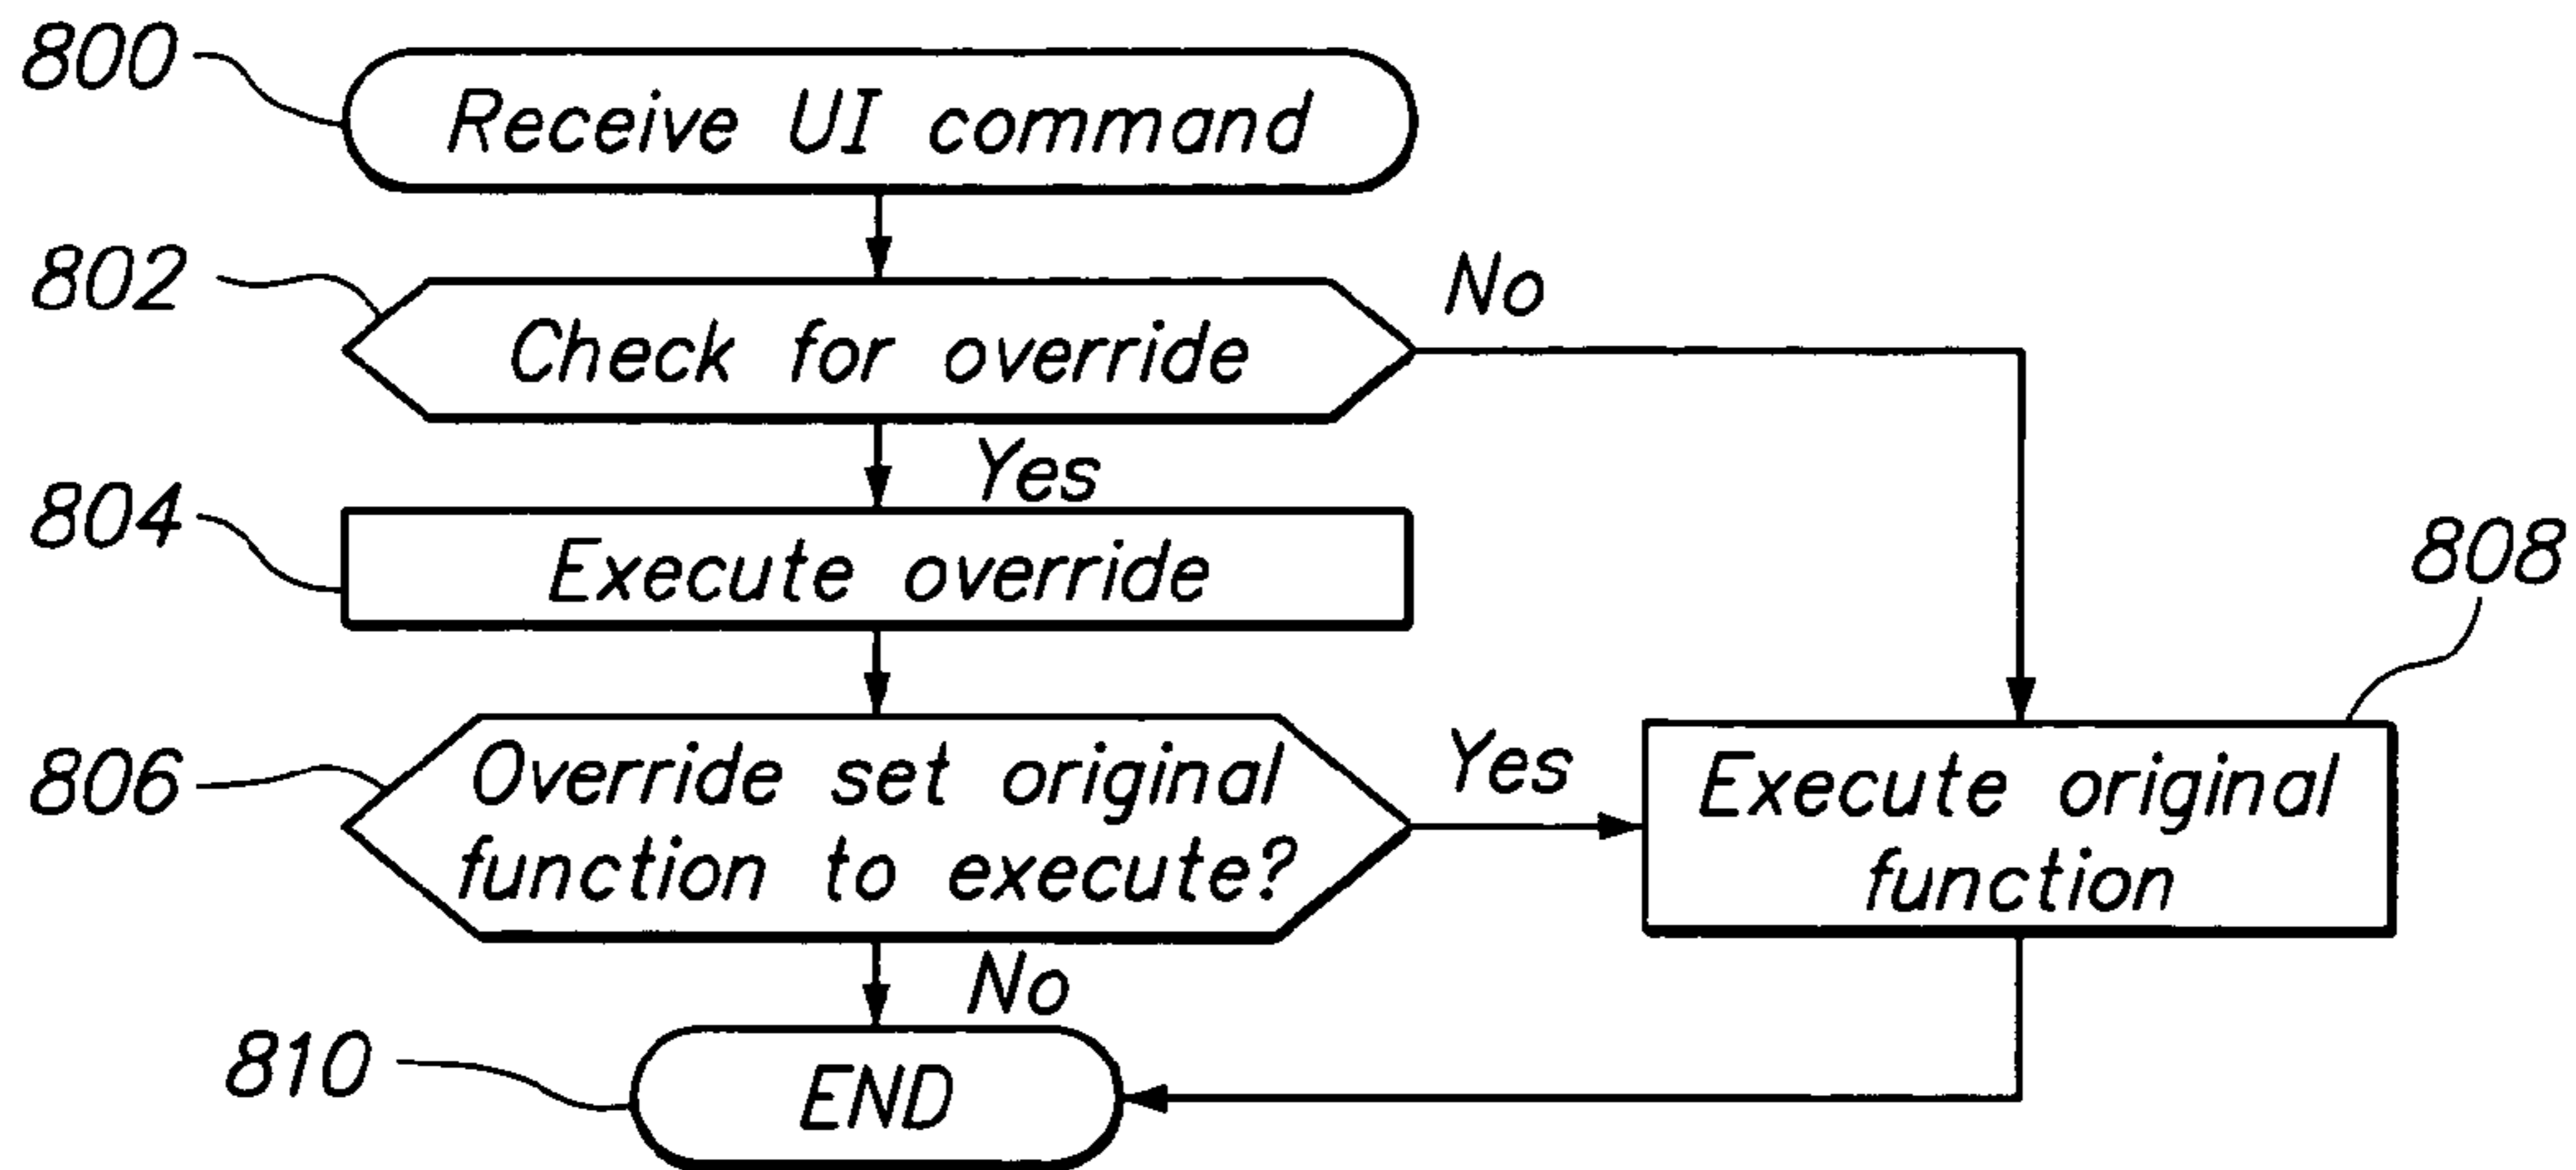 800
Receive UI command
802
No
Check for override
Yes
804
Execute override
808
806
Override set original
function to execute?
Yes
Execute original
function
No
810
END